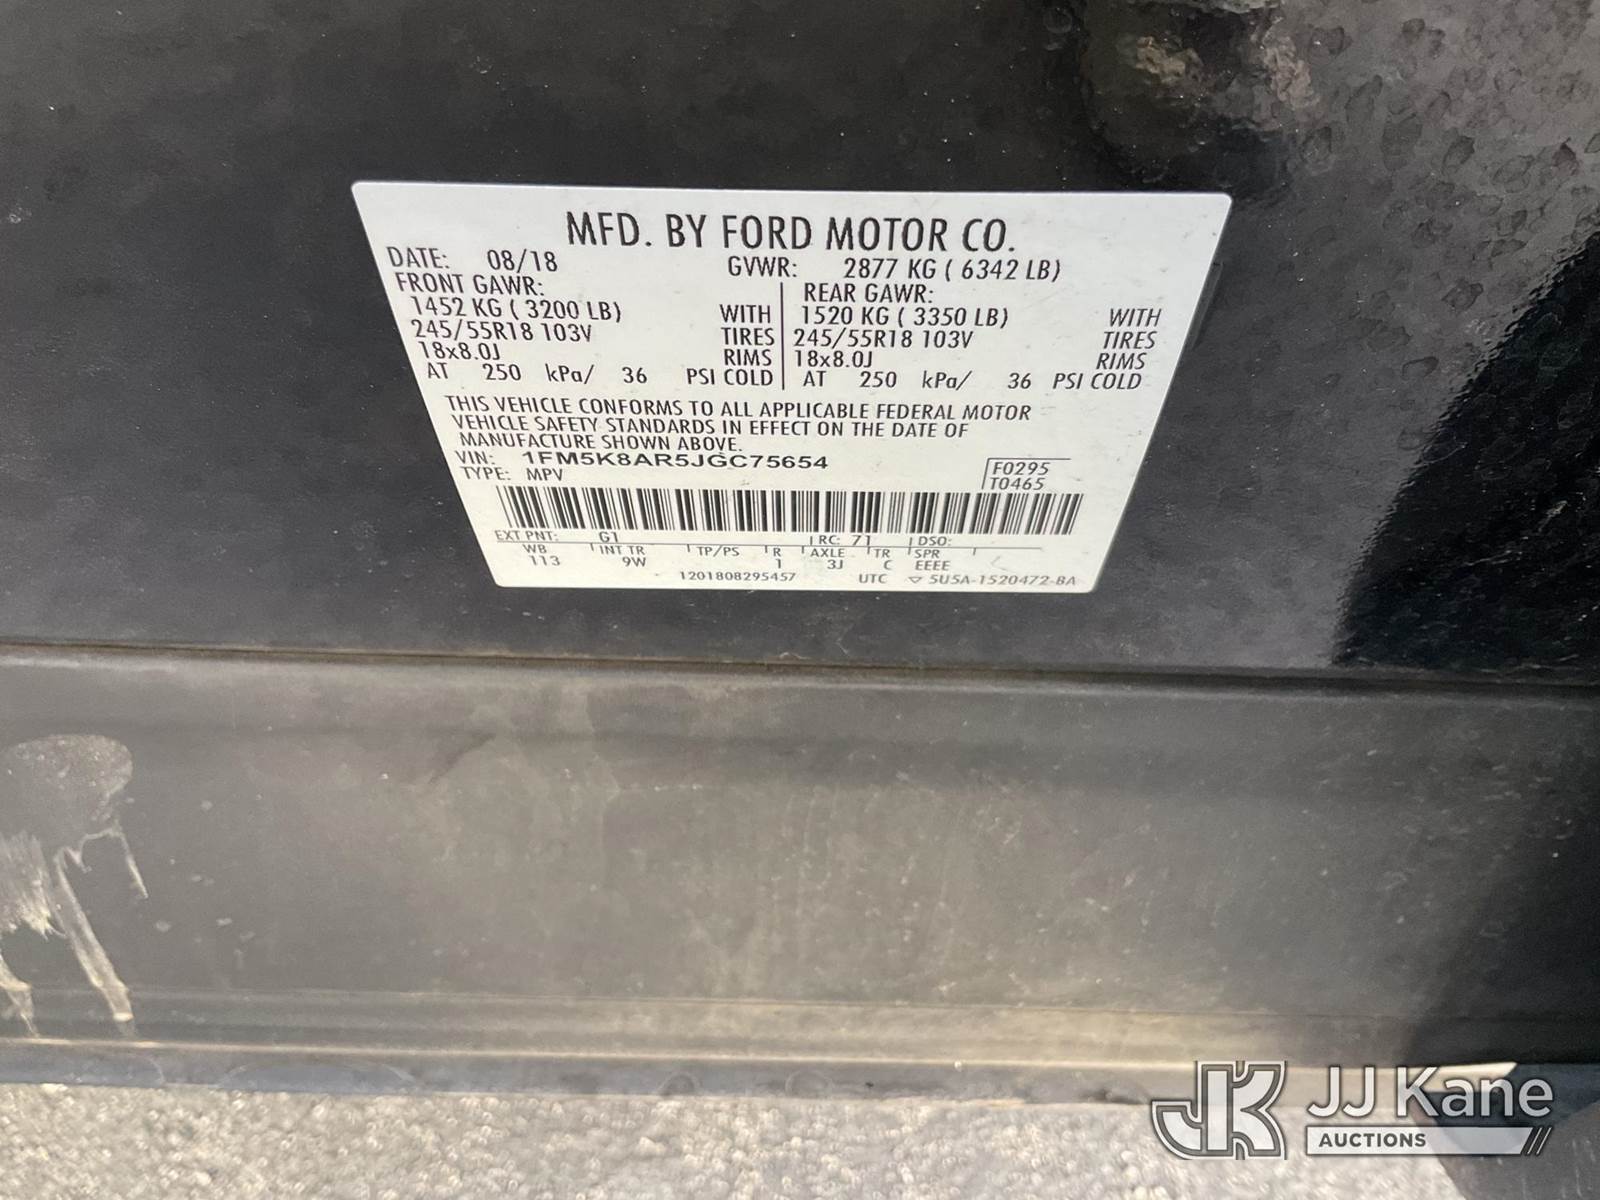 MFD. BY FORD MOTOR CO.
DATE: 08/18 GVWR: 2877 KG ( 6342 LB)
FRONT GAWR: REAR GAWR:
1452 KG ( 3200 LB) WITH 1520 KG ( 3350 LB) WITH
245/55R18 103V TIRES 245/55R18 103V TIRES
18x8.0J RIMS 18x8.0J RIMS
AT 250 kPa/ 36 PSI COLD AT 250 kPa/ 36 PSI COLD
THIS VEHICLE CONFORMS TO ALL APPLICABLE FEDERAL MOTOR
VEHICLE SAFETY STANDARDS IN EFFECT ON THE DATE OF
MANUFACTURE SHOWN ABOVE.
VIN: 1FM5K8AR5JGC75654 F0295
TYPE: MPV T0465
EXT PNT: G1 RC: 71 DSO:
WB INT TR TP/PS R AXLE TR SPR
113 9W 1 3J C EEEE
1201808295457 UTC 5U5A-1520472-BA
JK JJ Kane
AUCTIONS